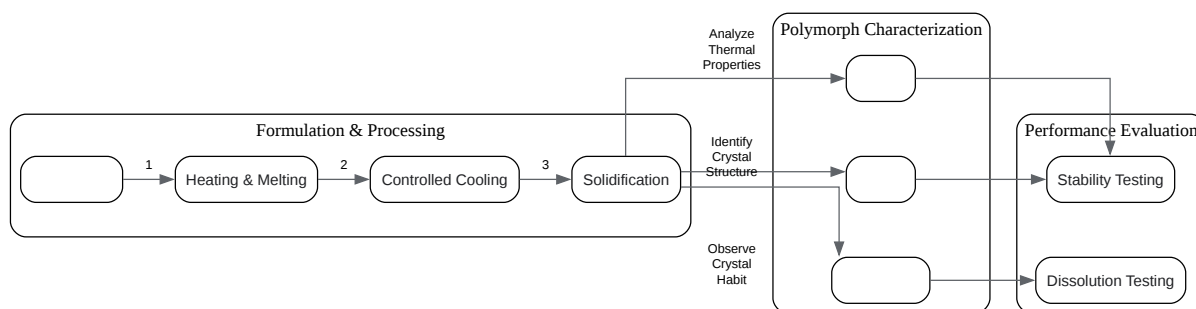 Analyze
Thermal
Properties
Polymorph Characterization
Formulation & Processing
1
Heating & Melting
2
Controlled Cooling
3
Solidification
Identify
Crystal
Structure
Performance Evaluation
Stability Testing
Observe
Crystal
Habit
Dissolution Testing